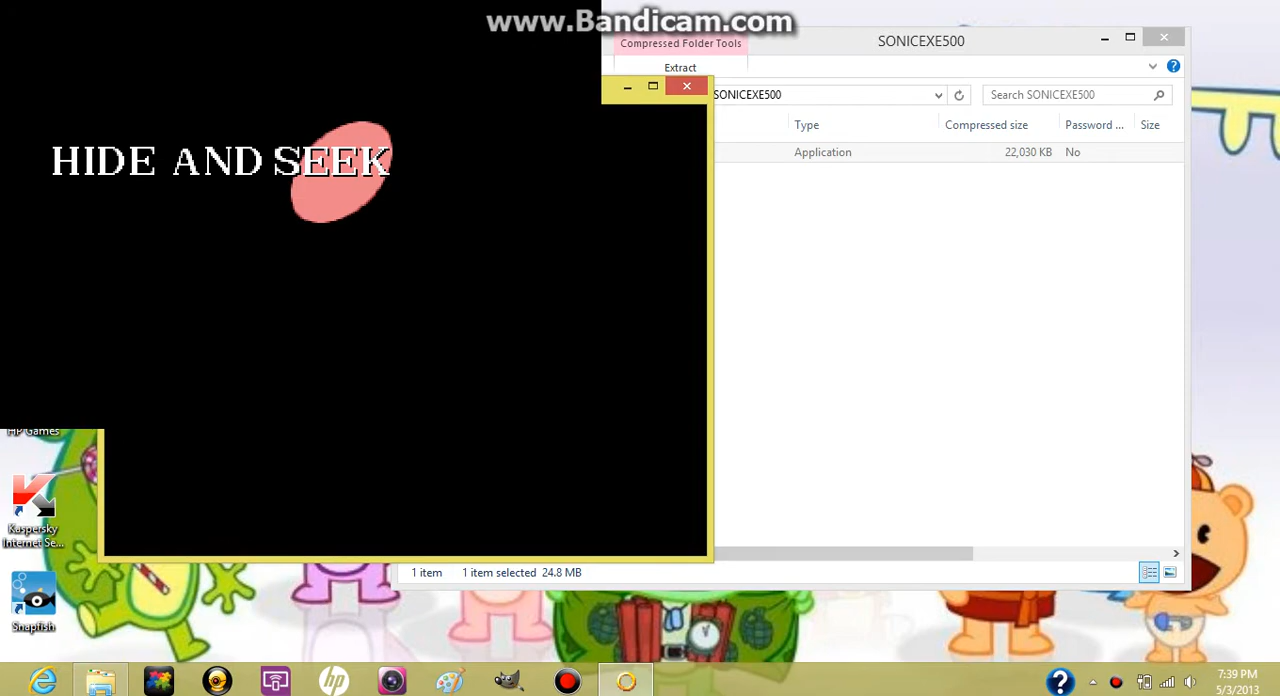 www.Bandicam.com
Compressed Folder Tools
SONICEXE500
Extract
SONICEXE500
Search SONICEXE500
Type
Compressed size
Password ...
Size
Application
22,030 KB
No
HIDE AND SEEK
HP Games
Kaspersky
Internet Se...
Snapfish
1 item
1 item selected 24.8 MB
7:39 PM
5/3/2013